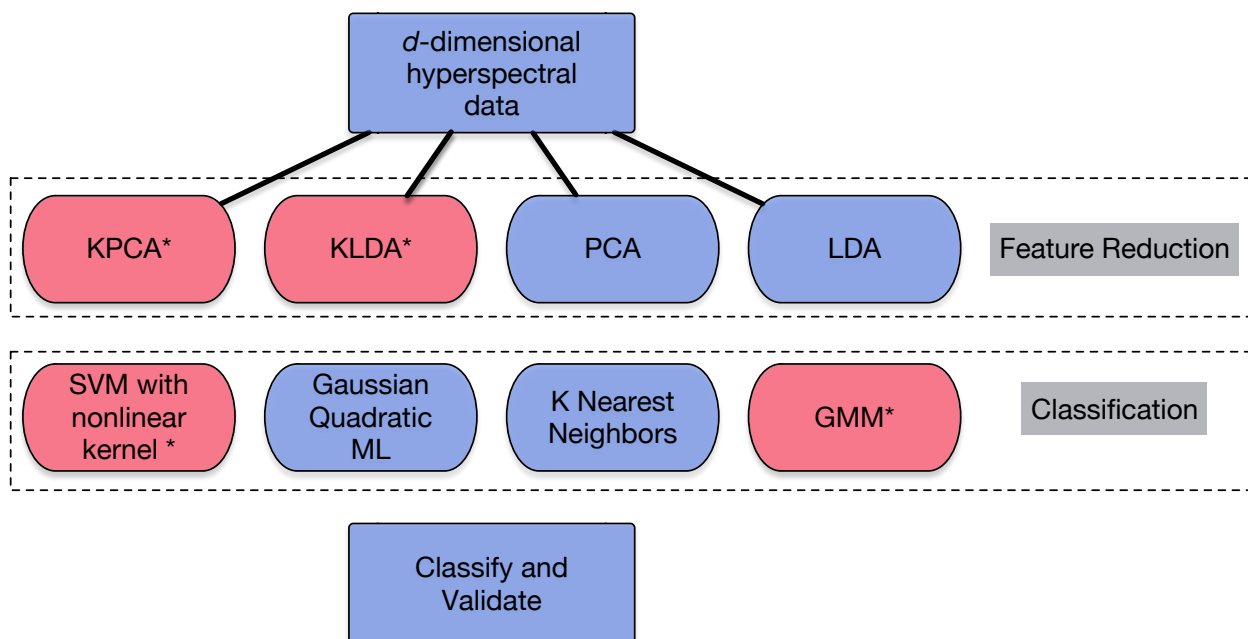 d-dimensional
hyperspectral
data
KPCA*
KLDA*
PCA
LDA
Feature Reduction
SVM with
nonlinear
kernel *
Gaussian
Quadratic
ML
K Nearest
Neighbors
GMM*
Classification
Classify and
Validate